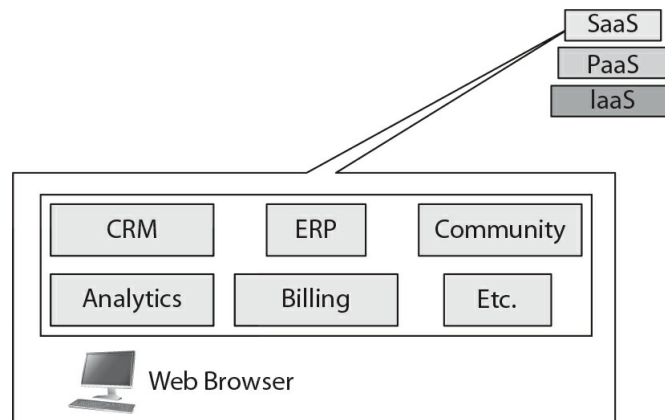 SaaS
PaaS
IaaS
CRM ERP Community
Analytics Billing Etc.
Web Browser